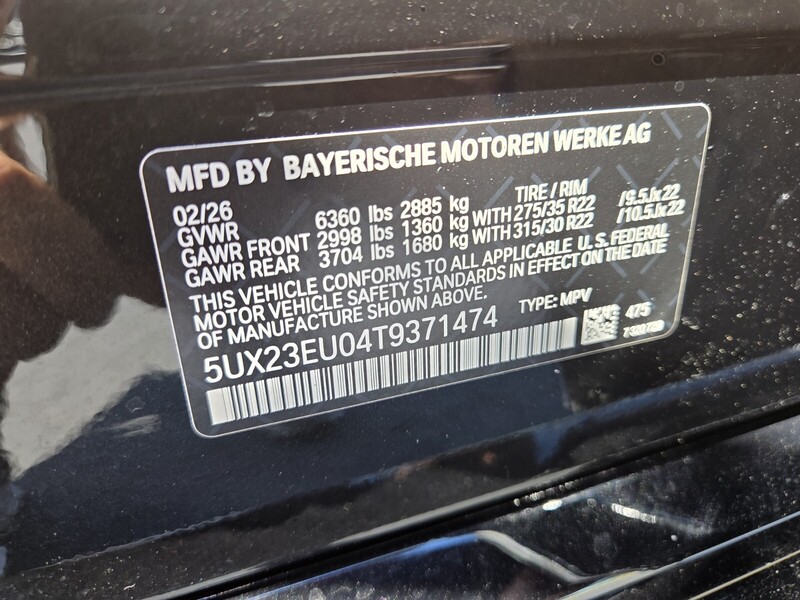 MFD BY BAYERISCHE MOTOREN WERKE AG
02/26 TIRE / RIM
GVWR 6360 lbs 2885 kg
GAWR FRONT 2998 lbs 1360 kg WITH 275/35 R22 /9.5Jx22
GAWR REAR 3704 lbs 1680 kg WITH 315/30 R22 /10.5Jx22
THIS VEHICLE CONFORMS TO ALL APPLICABLE U.S. FEDERAL
MOTOR VEHICLE SAFETY STANDARDS IN EFFECT ON THE DATE
OF MANUFACTURE SHOWN ABOVE. TYPE: MPV
5UX23EU04T9371474 475